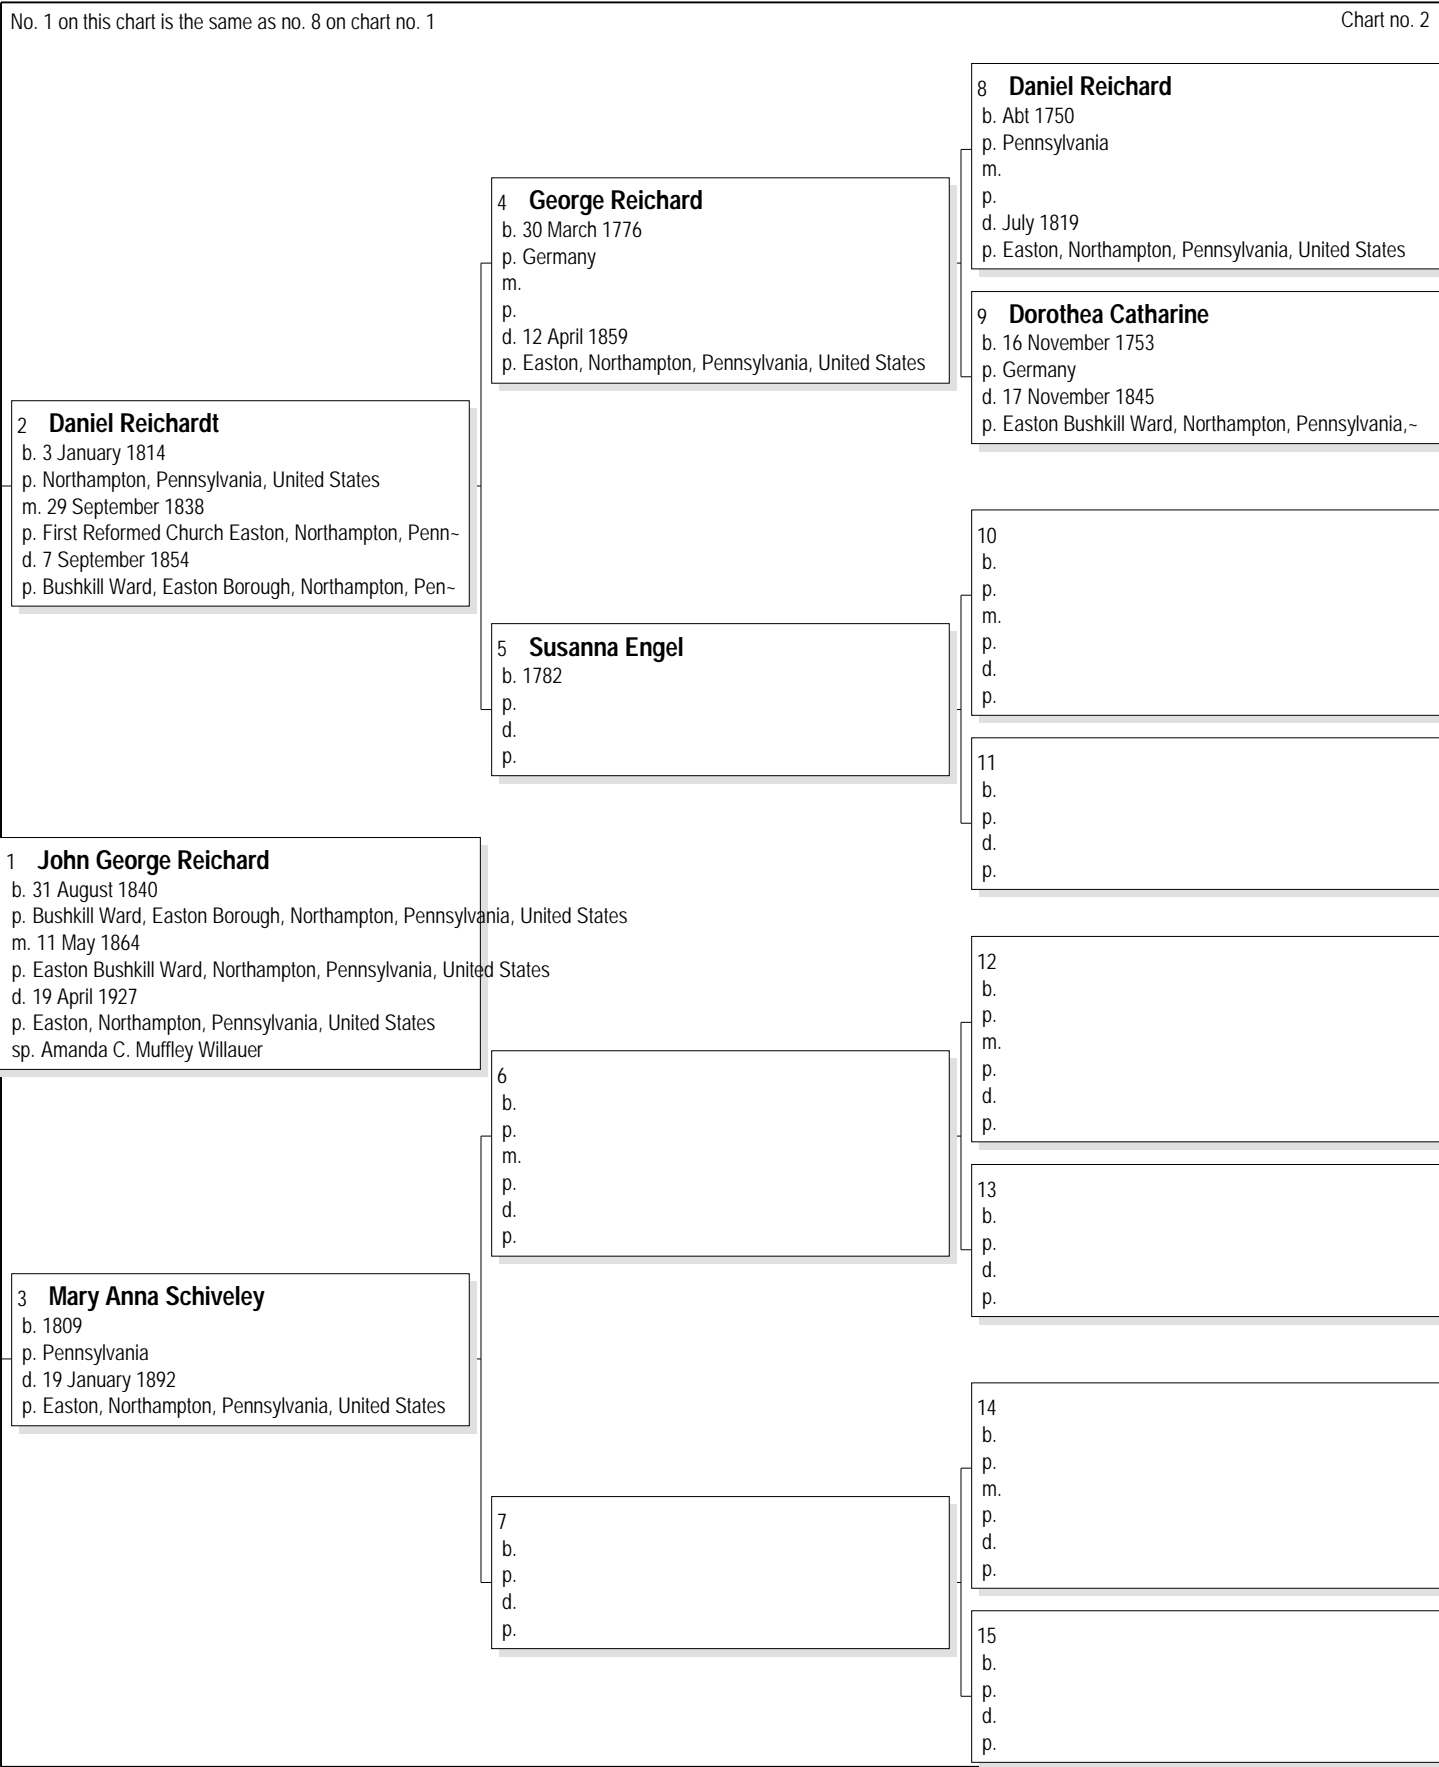 No. 1 on this chart is the same as no. 8 on chart no. 1
Chart no. 2
8 Daniel Reichard
b. Abt 1750
p. Pennsylvania
m.
p.
d. July 1819
p. Easton, Northampton, Pennsylvania, United States
4 George Reichard
b. 30 March 1776
p. Germany
m.
p.
d. 12 April 1859
p. Easton, Northampton, Pennsylvania, United States
9 Dorothea Catharine
b. 16 November 1753
p. Germany
d. 17 November 1845
p. Easton Bushkill Ward, Northampton, Pennsylvania,~
2 Daniel Reichardt
b. 3 January 1814
p. Northampton, Pennsylvania, United States
m. 29 September 1838
p. First Reformed Church Easton, Northampton, Penn~
d. 7 September 1854
p. Bushkill Ward, Easton Borough, Northampton, Pen~
10
b.
p.
m.
p.
d.
p.
5 Susanna Engel
b. 1782
p.
d.
p.
11
b.
p.
d.
p.
1 John George Reichard
b. 31 August 1840
p. Bushkill Ward, Easton Borough, Northampton, Pennsylvania, United States
m. 11 May 1864
p. Easton Bushkill Ward, Northampton, Pennsylvania, United States
d. 19 April 1927
p. Easton, Northampton, Pennsylvania, United States
sp. Amanda C. Muffley Willauer
12
b.
p.
m.
p.
d.
p.
6
b.
p.
m.
p.
d.
p.
13
b.
p.
d.
p.
3 Mary Anna Schiveley
b. 1809
p. Pennsylvania
d. 19 January 1892
p. Easton, Northampton, Pennsylvania, United States
14
b.
p.
m.
p.
d.
p.
7
b.
p.
d.
p.
15
b.
p.
d.
p.